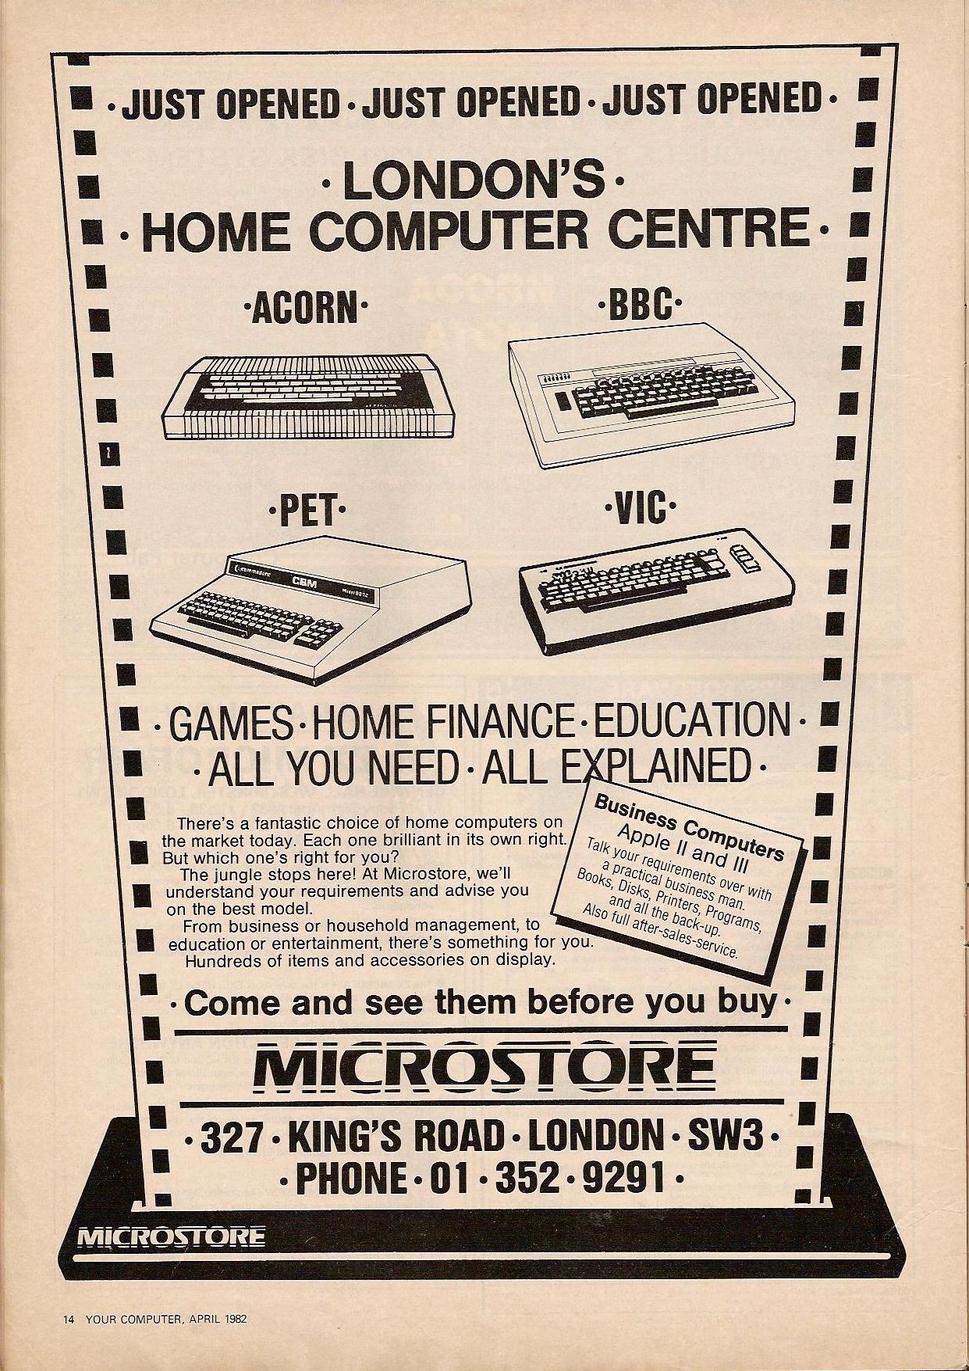 ·JUST OPENED·JUST OPENED·JUST OPENED·
·LONDON'S·
·HOME COMPUTER CENTRE·
·ACORN·
·BBC·
·PET·
·VIC·
commodore
CBM
·GAMES·HOME FINANCE·EDUCATION·
·ALL YOU NEED·ALL EXPLAINED·
There's a fantastic choice of home computers on
the market today. Each one brilliant in its own right.
But which one's right for you?
The jungle stops here! At Microstore, we'll
understand your requirements and advise you
on the best model.
From business or household management, to
education or entertainment, there's something for you.
Hundreds of items and accessories on display.
Business Computers
Apple II and III
Talk your requirements over with
a practical business man.
Books, Disks, Printers, Programs,
and all the back-up.
Also full after-sales-service.
·Come and see them before you buy·
MICROSTORE
·327·KING'S ROAD·LONDON·SW3·
·PHONE·01·352·9291·
MICROSTORE
14 YOUR COMPUTER, APRIL 1982